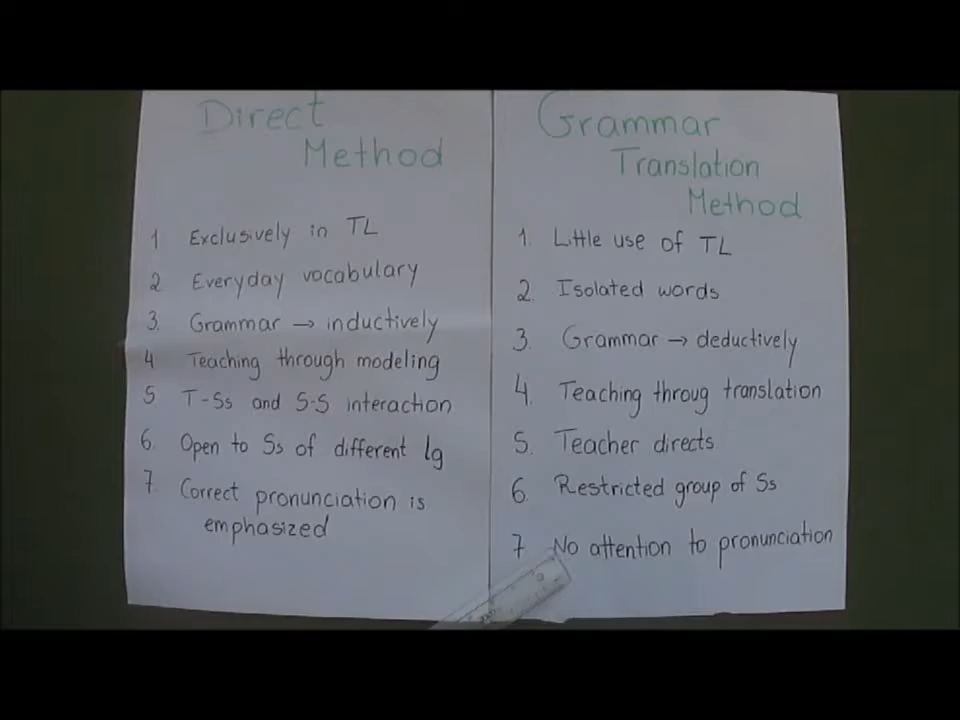 Direct
Method
1 Exclusively in TL
2 Everyday vocabulary
3. Grammar → inductively
4 Teaching through modeling
5 T-Ss and S-S interaction
6. Open to Ss of different lg
7. Correct pronunciation is
emphasized
Grammar
Translation
Method
1. Little use of TL
2. Isolated words
3. Grammar → deductively
4. Teaching throug translation
5. Teacher directs
6. Restricted group of Ss
7 No attention to pronunciation